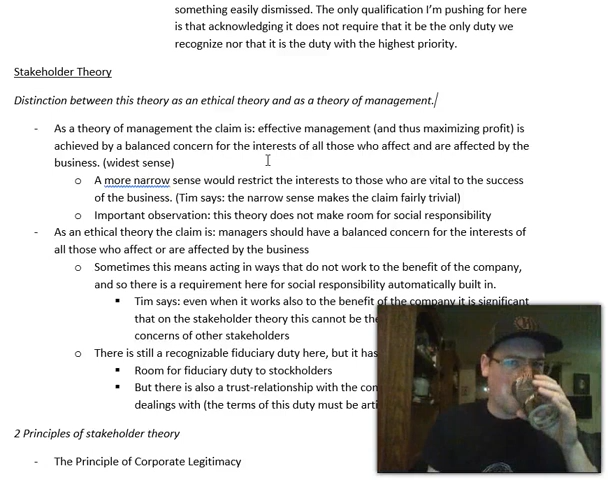 something easily dismissed. The only qualification I'm pushing for here
is that acknowledging it does not require that it be the only duty we
recognize nor that it is the duty with the highest priority.
Stakeholder Theory
Distinction between this theory as an ethical theory and as a theory of management.
- As a theory of management the claim is: effective management (and thus maximizing profit) is
achieved by a balanced concern for the interests of all those who affect and are affected by the
business. (widest sense)
o A more narrow sense would restrict the interests to those who are vital to the success
of the business. (Tim says: the narrow sense makes the claim fairly trivial)
o Important observation: this theory does not make room for social responsibility
- As an ethical theory the claim is: managers should have a balanced concern for the interests of
all those who affect or are affected by the business
o Sometimes this means acting in ways that do not work to the benefit of the company,
and so there is a requirement here for social responsibility automatically built in.
▪ Tim says: even when it works also to the benefit of the company it is significant
that on the stakeholder theory this cannot be the
concerns of other stakeholders
o There is still a recognizable fiduciary duty here, but it has
▪ Room for fiduciary duty to stockholders
▪ But there is also a trust-relationship with the
dealings with (the terms of this duty must be
2 Principles of stakeholder theory
- The Principle of Corporate Legitimacy